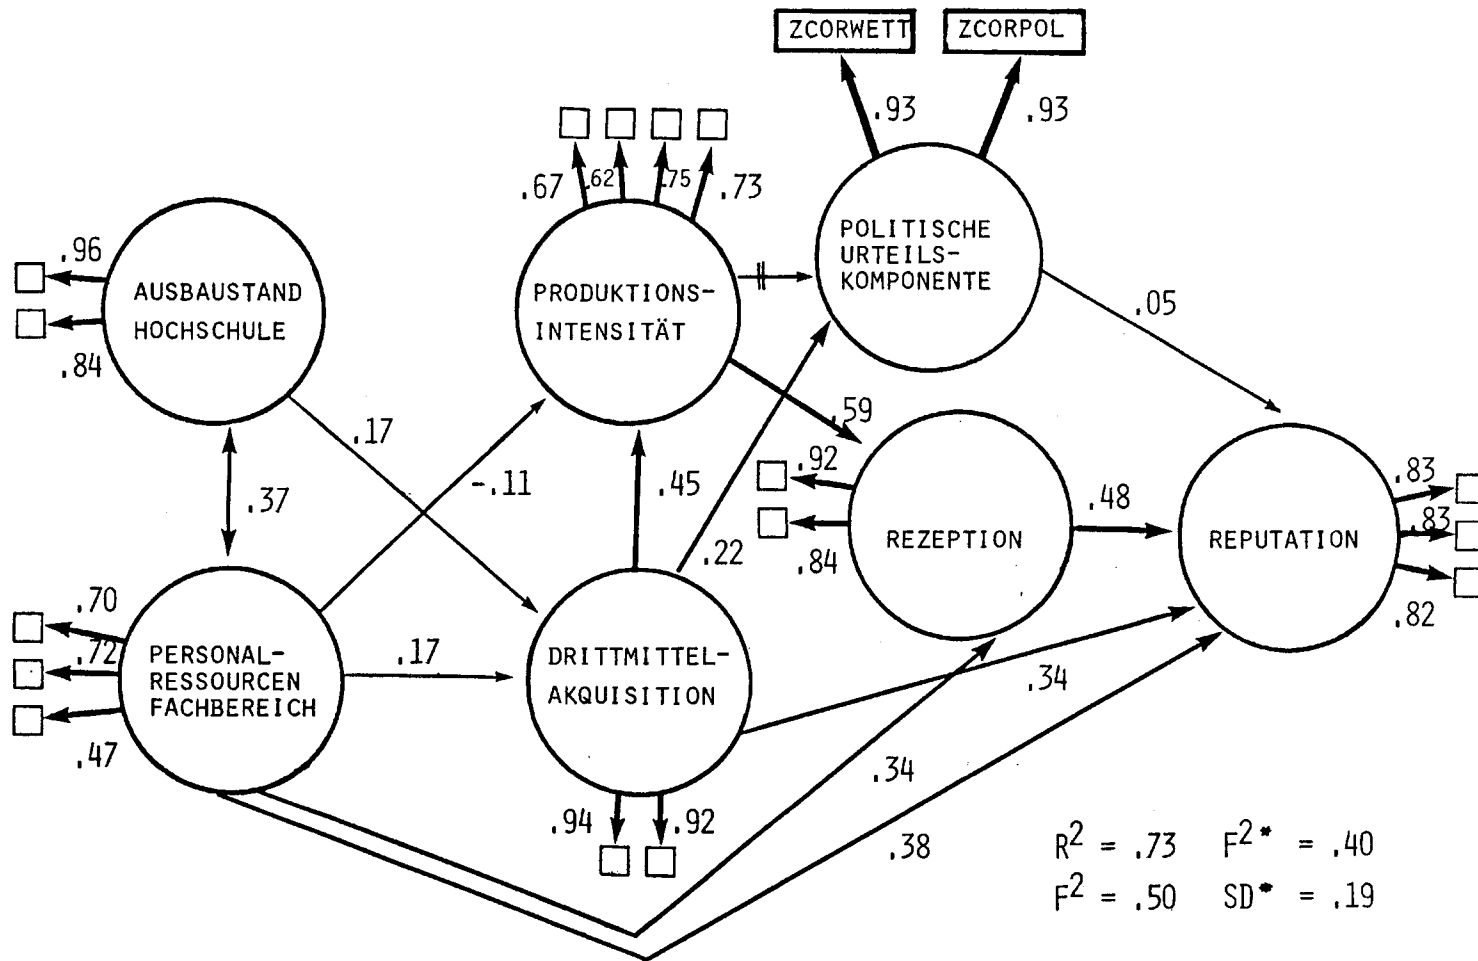 ZCORWETT
ZCORPOL
.93
.93
.67
.62
.75
.73
POLITISCHE
URTEILS-
KOMPONENTE
.96
AUSBAUSTAND
HOCHSCHULE
.84
PRODUKTIONS-
INTENSITÄT
.05
.17
.59
-.11
.37
.45
.92
.84
.48
REZEPTION
REPUTATION
.83
.83
.82
.22
.70
.72
.47
PERSONAL-
RESSOURCEN
FACHBEREICH
.17
DRITTMITTEL-
AKQUISITION
.34
.34
.94
.92
.38
R² = .73 F²* = .40
F² = .50 SD* = .19